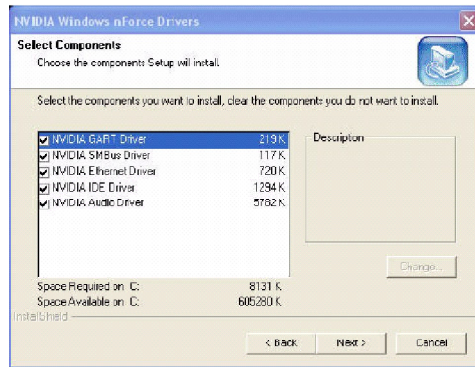 NVIDIA Windows nForce Drivers
Select Components
Choose the components Setup will install.
Select the components you want to install, clear the components you do not want to install.
NVIDIA GART Driver 219 K
NVIDIA SMBus Driver 117 K
NVIDIA Ethernet Driver 720 K
NVIDIA IDE Driver 1294 K
NVIDIA Audio Driver 5782 K
Description
Change...
Space Required on C: 8131 K
Space Available on C: 605280 K
InstallShield
< Back Next > Cancel